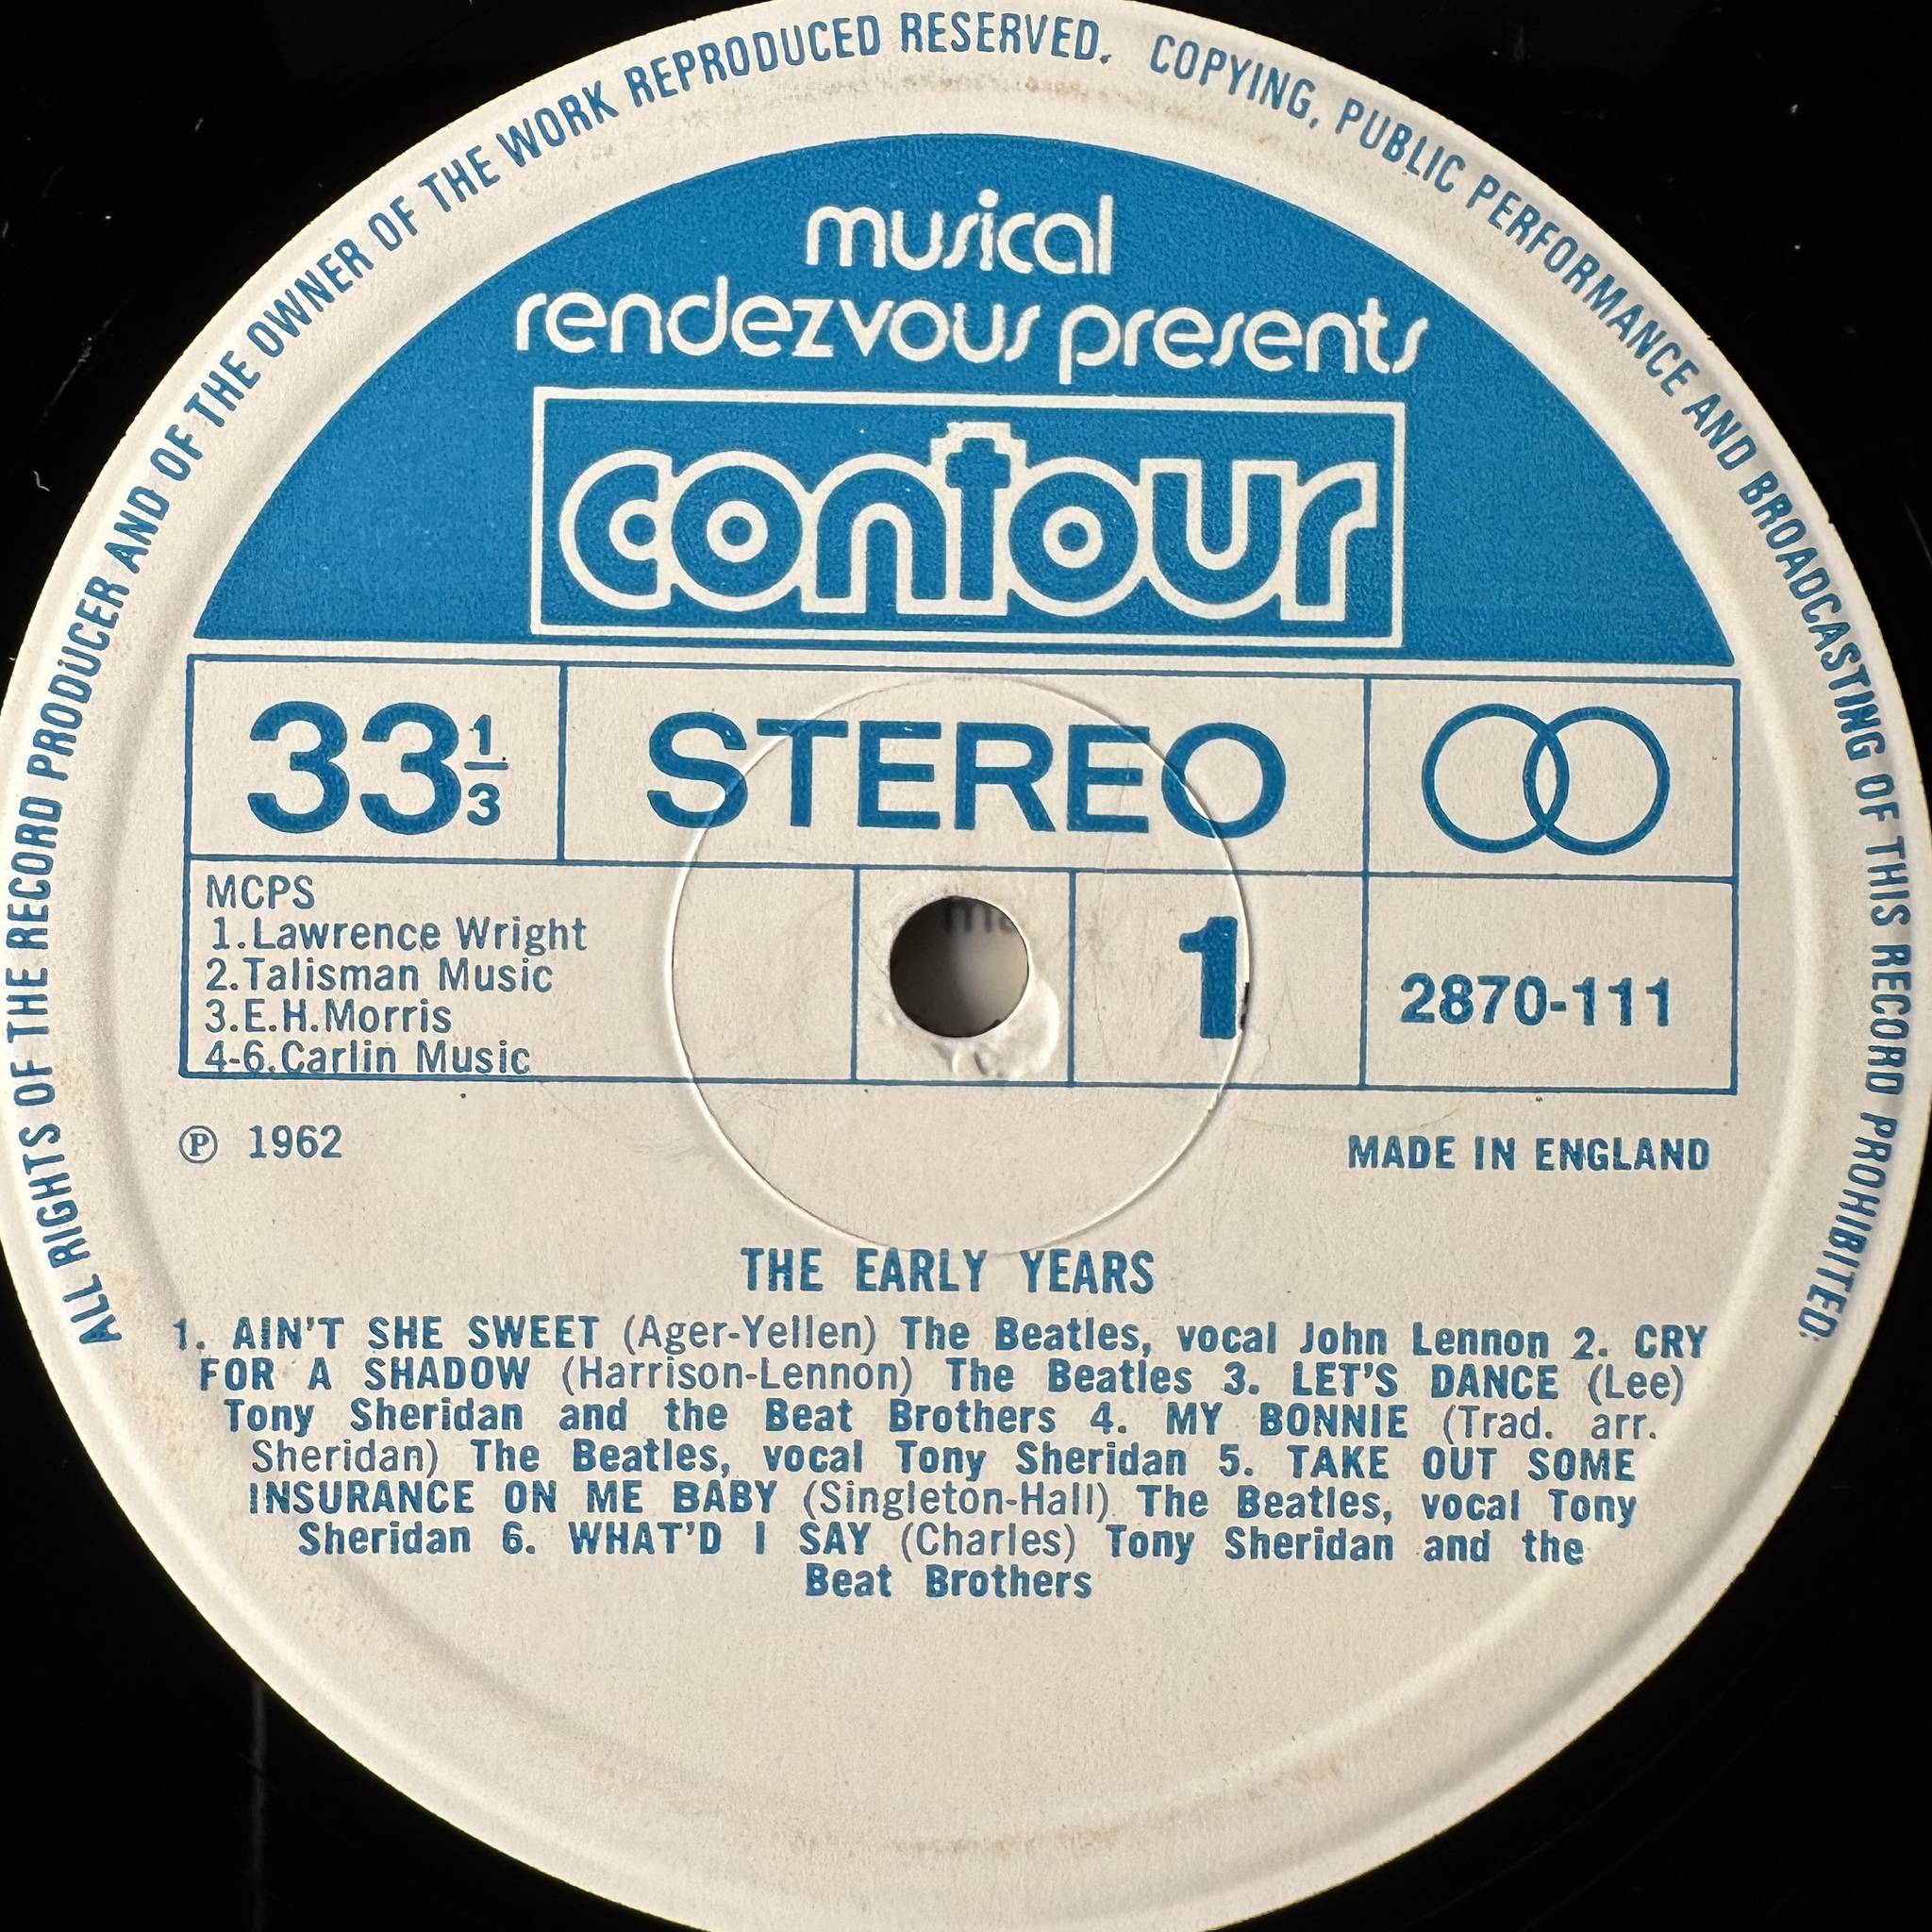 ALL RIGHTS OF THE RECORD PRODUCER AND OF THE OWNER OF THE WORK REPRODUCED RESERVED. COPYING, PUBLIC PERFORMANCE AND BROADCASTING OF THIS RECORD PROHIBITED.
musical
rendezvous presents
contour
33 1/3
STEREO
MCPS
1.Lawrence Wright
2.Talisman Music
3.E.H.Morris
4-6.Carlin Music
1
2870-111
Ⓟ 1962
MADE IN ENGLAND
THE EARLY YEARS
1. AIN'T SHE SWEET (Ager-Yellen) The Beatles, vocal John Lennon 2. CRY
FOR A SHADOW (Harrison-Lennon) The Beatles 3. LET'S DANCE (Lee)
Tony Sheridan and the Beat Brothers 4. MY BONNIE (Trad. arr.
Sheridan) The Beatles, vocal Tony Sheridan 5. TAKE OUT SOME
INSURANCE ON ME BABY (Singleton-Hall) The Beatles, vocal Tony
Sheridan 6. WHAT'D I SAY (Charles) Tony Sheridan and the
Beat Brothers